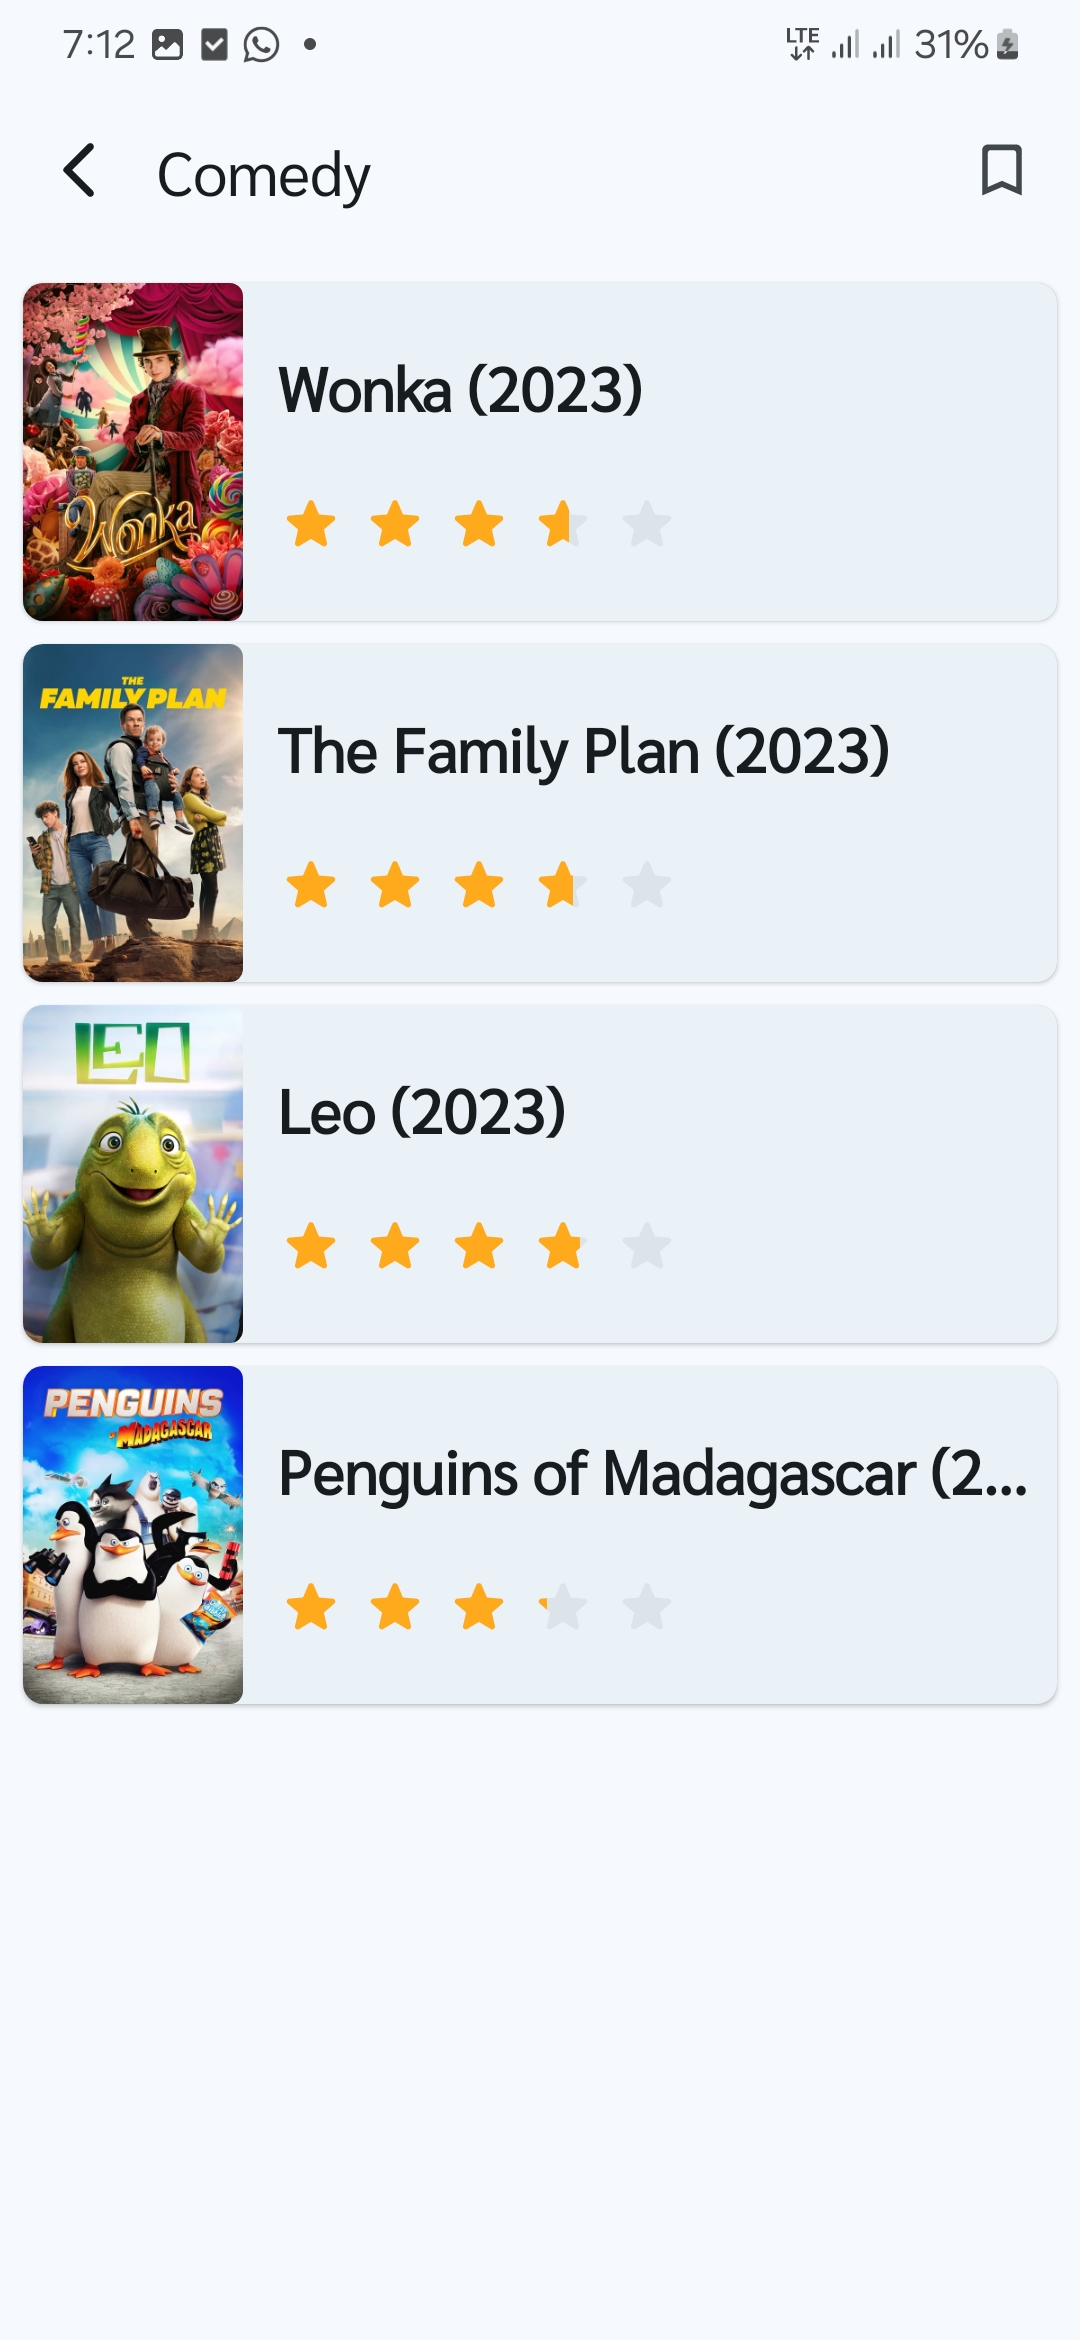 7:12 LTE 31%
Comedy
Wonka
Wonka (2023)
THE
FAMILY PLAN
The Family Plan (2023)
LEO
Leo (2023)
PENGUINS
OF MADAGASCAR
Penguins of Madagascar (2...